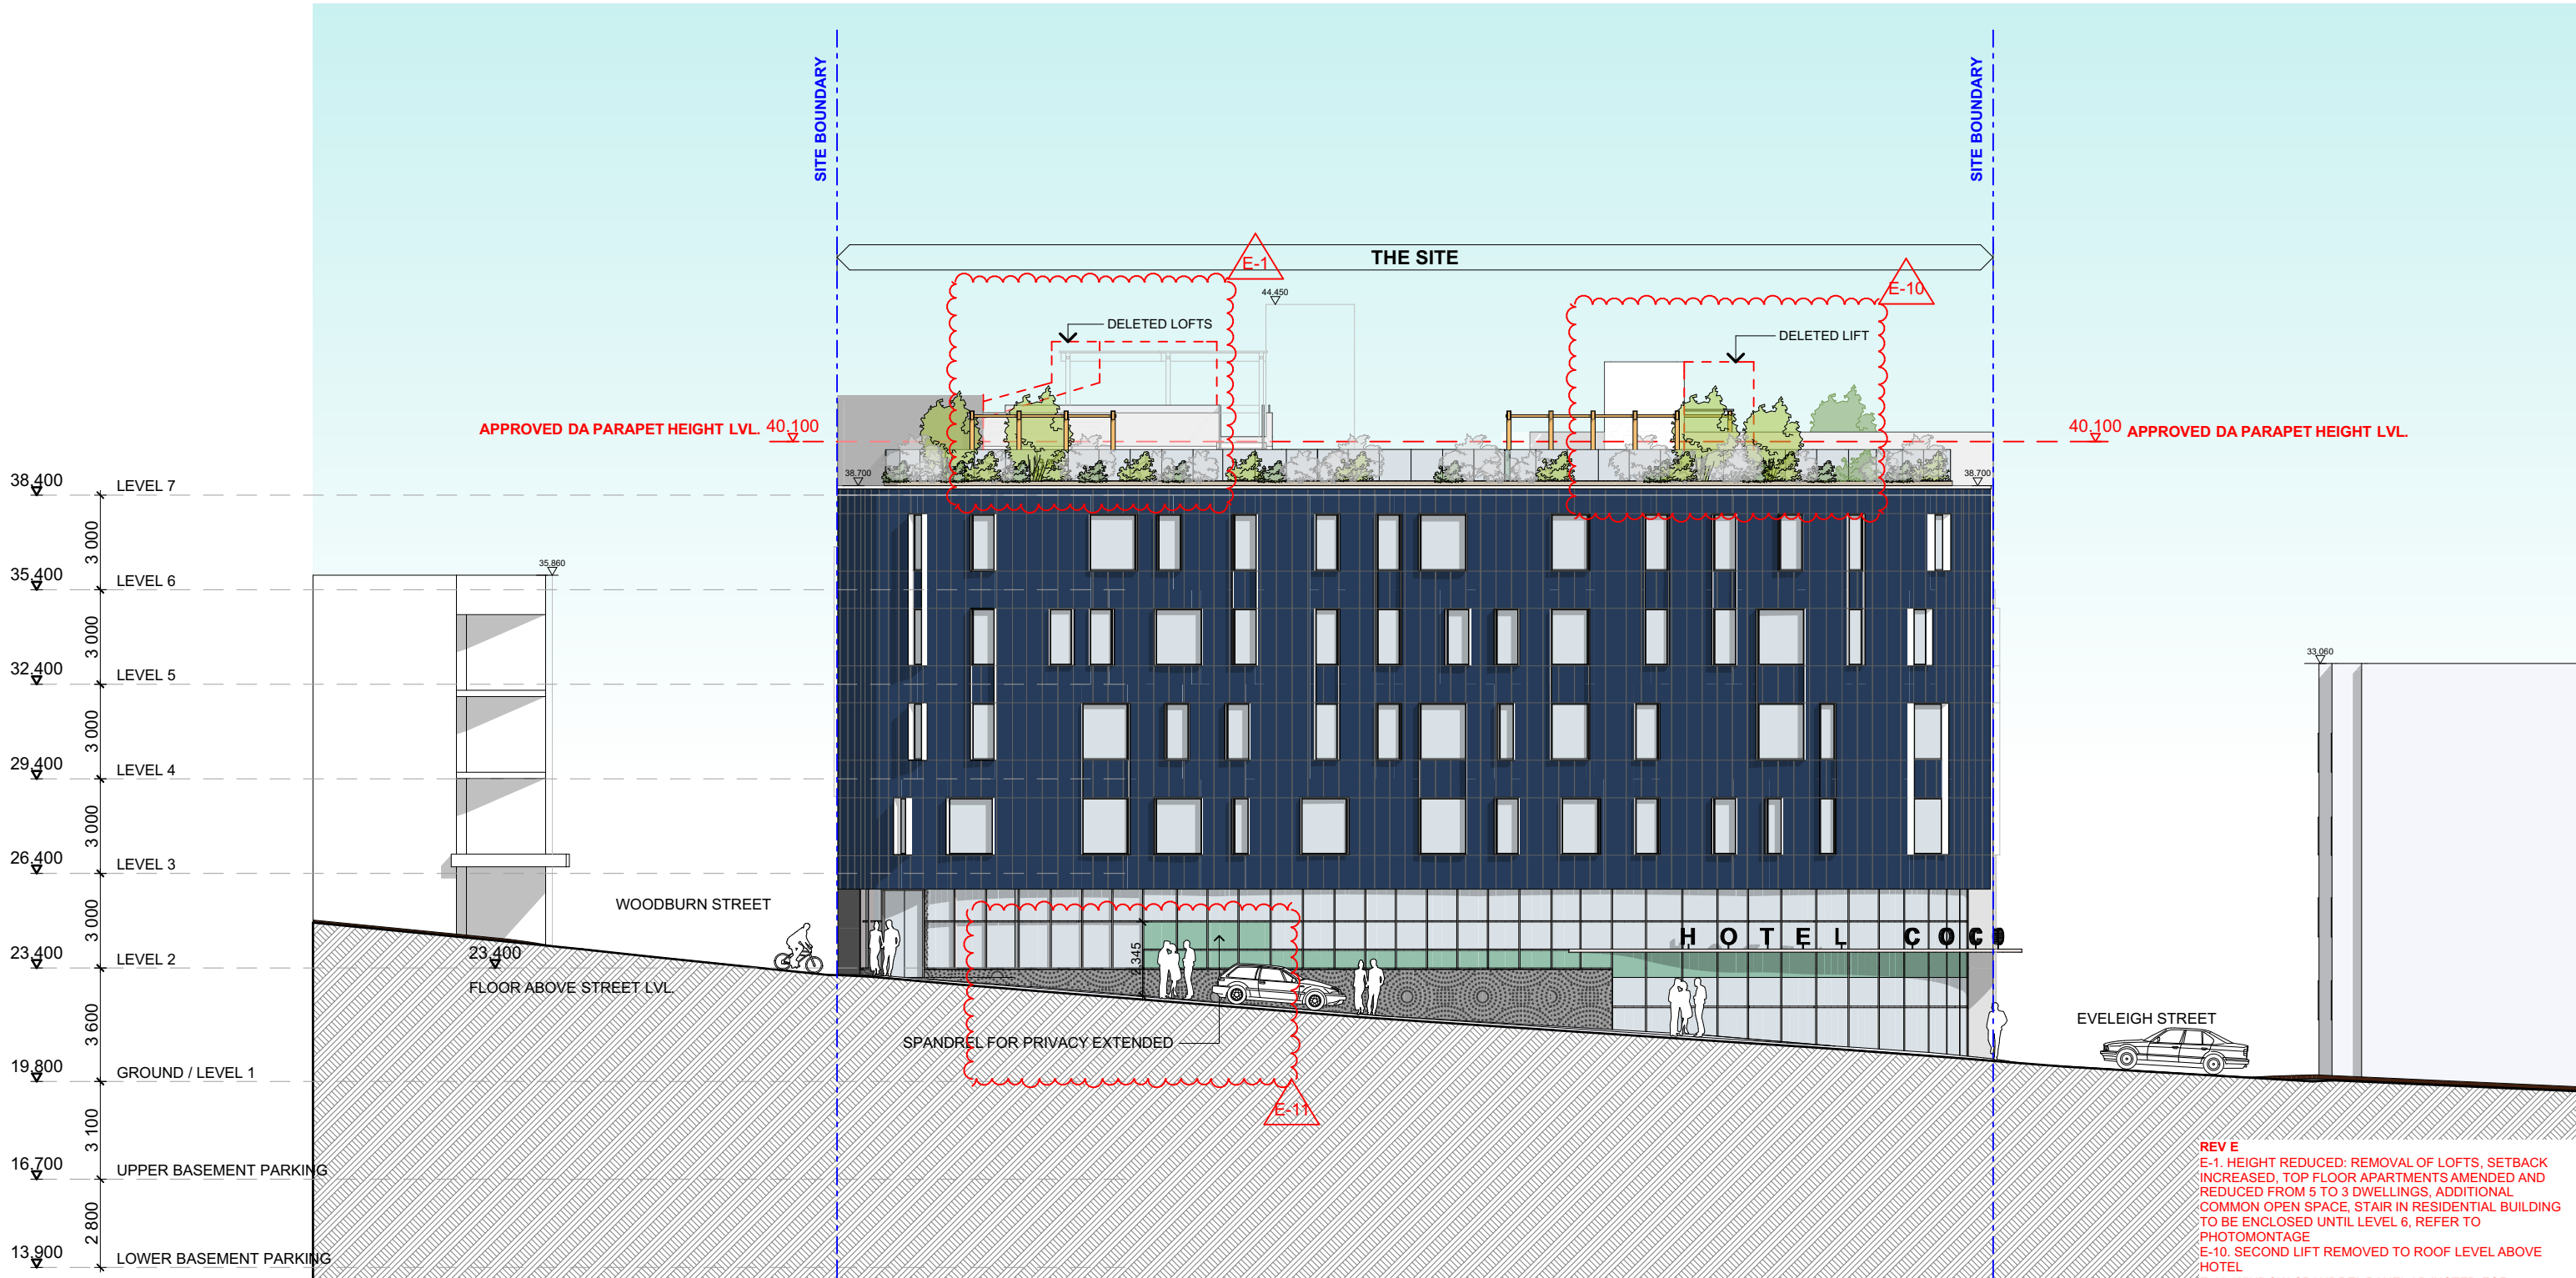 SITE BOUNDARY
SITE BOUNDARY
THE SITE
E-1
E-10
44.450
DELETED LOFTS
DELETED LIFT
APPROVED DA PARAPET HEIGHT LVL. 40.100
40.100 APPROVED DA PARAPET HEIGHT LVL.
38.700
38.700
38.400 LEVEL 7
3 000
35.860
35.400 LEVEL 6
3 000
33.060
32.400 LEVEL 5
3 000
29.400 LEVEL 4
3 000
26.400 LEVEL 3
3 000
WOODBURN STREET
HOTEL COCO
345
23.400 LEVEL 2
23.400
FLOOR ABOVE STREET LVL.
3 600
EVELEIGH STREET
SPANDREL FOR PRIVACY EXTENDED
19.800 GROUND / LEVEL 1
E-11
3 100
16.700 UPPER BASEMENT PARKING
2 800
13.900 LOWER BASEMENT PARKING
REV E
E-1. HEIGHT REDUCED: REMOVAL OF LOFTS, SETBACK
INCREASED, TOP FLOOR APARTMENTS AMENDED AND
REDUCED FROM 5 TO 3 DWELLINGS, ADDITIONAL
COMMON OPEN SPACE, STAIR IN RESIDENTIAL BUILDING
TO BE ENCLOSED UNTIL LEVEL 6, REFER TO
PHOTOMONTAGE
E-10. SECOND LIFT REMOVED TO ROOF LEVEL ABOVE
HOTEL